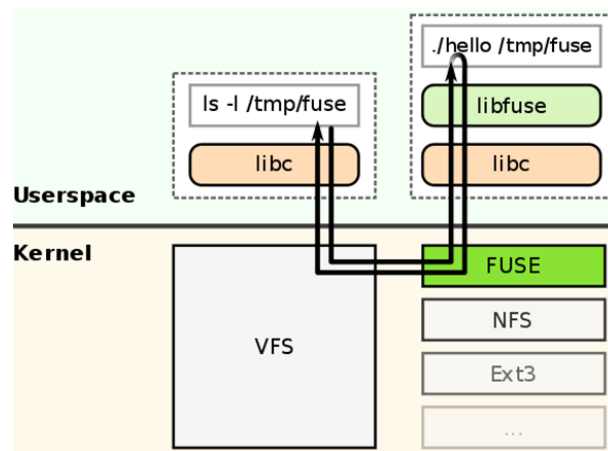 ./hello /tmp/fuse
ls -l /tmp/fuse
libfuse
libc
libc
Userspace
Kernel
FUSE
NFS
VFS
Ext3
...